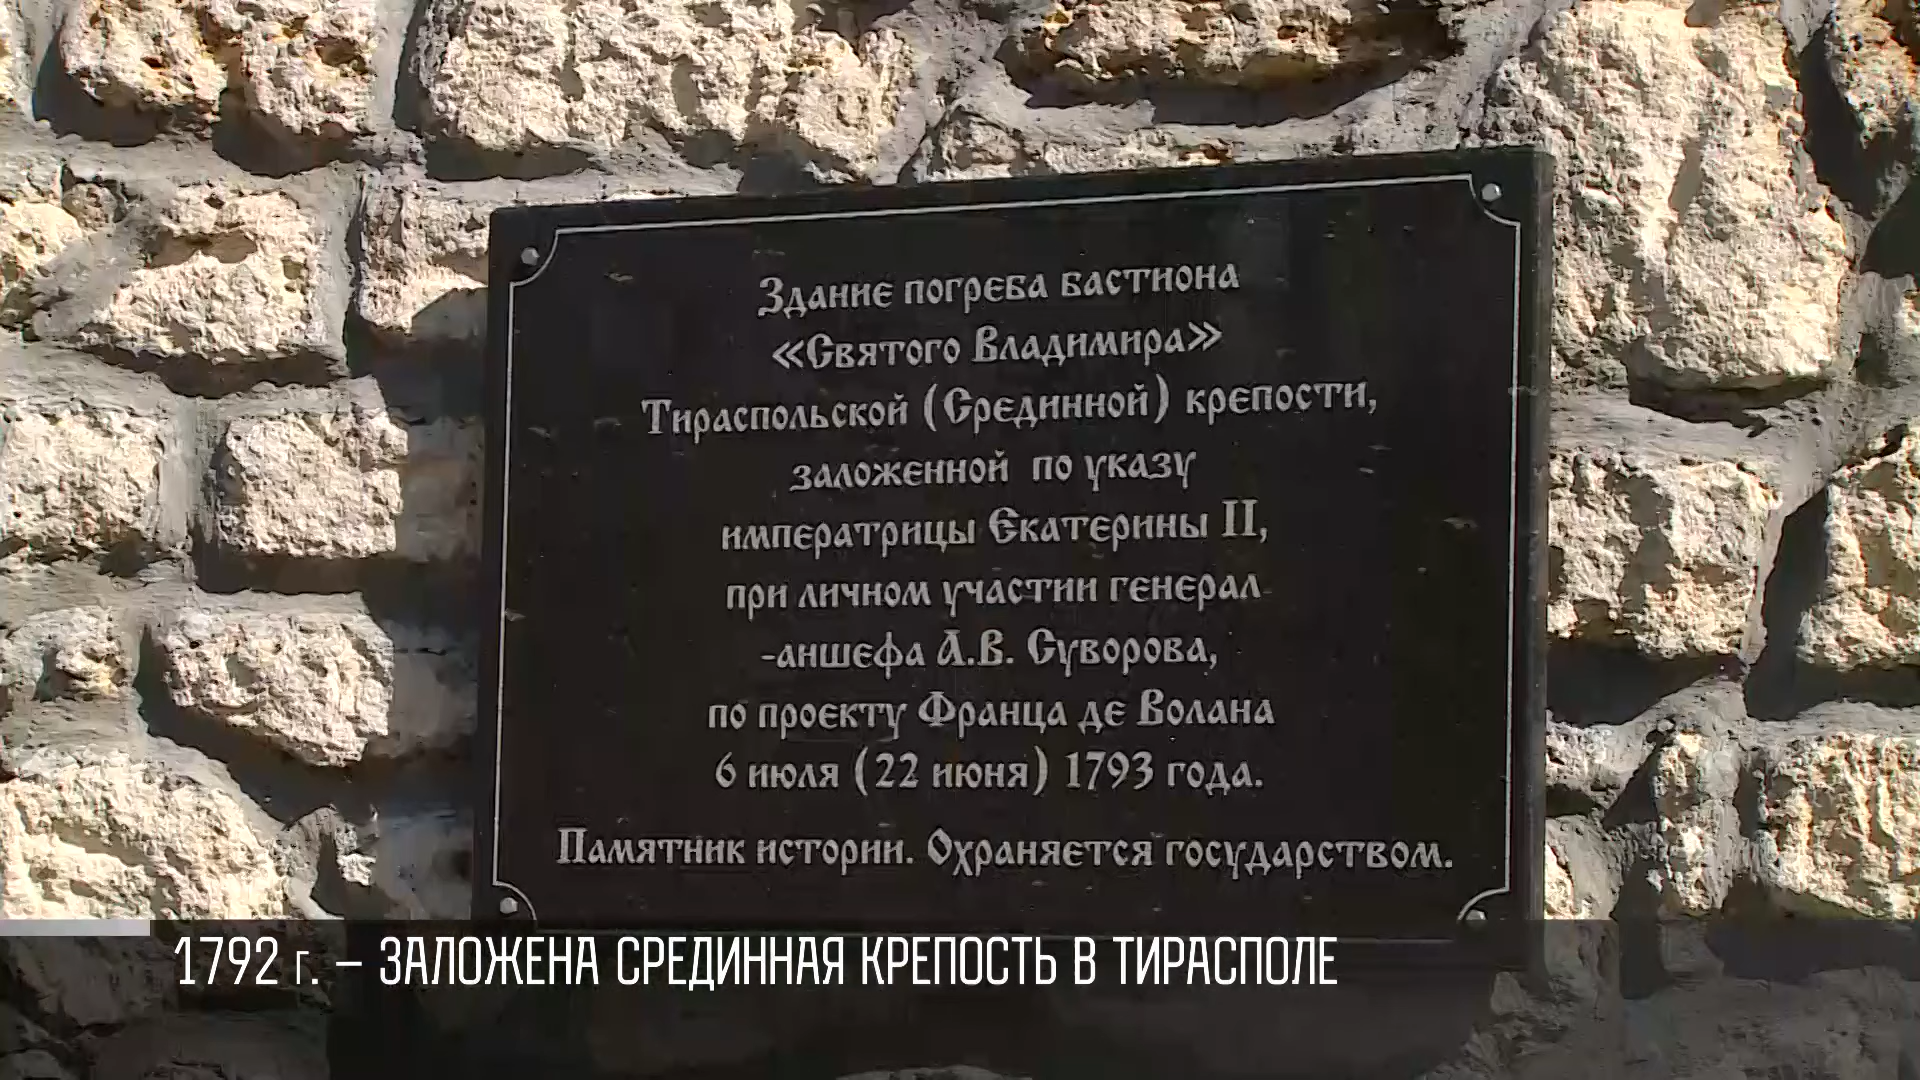 Здание погреба бастиона
«Святого Владимира»
Тираспольской (Срединной) крепости,
заложенной по указу
императрицы Екатерины II,
при личном участии генерал
-аншефа А.В. Суворова,
по проекту Франца де Волана
6 июля (22 июня) 1793 года.
Памятник истории. Охраняется государством.
1792 г. – ЗАЛОЖЕНА СРЕДИННАЯ КРЕПОСТЬ В ТИРАСПОЛЕ